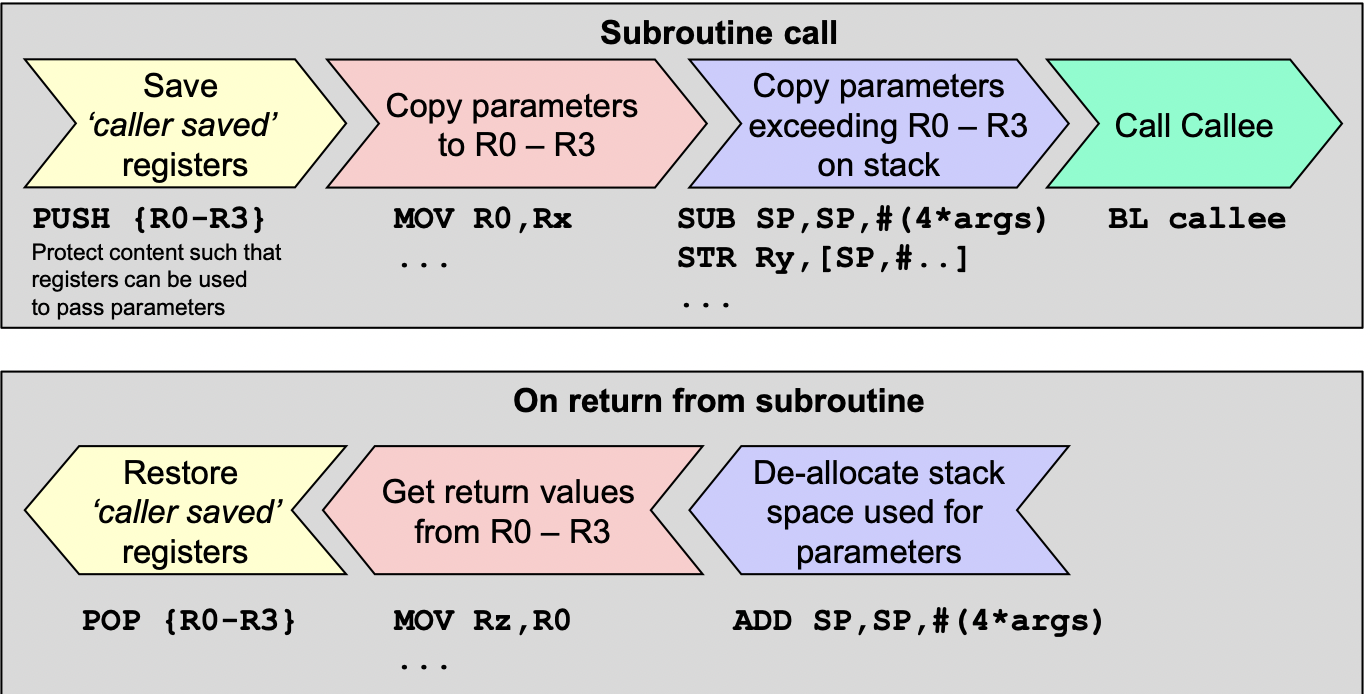 Subroutine call
Save
‘caller saved’
registers
Copy parameters
to R0 – R3
Copy parameters
exceeding R0 – R3
on stack
Call Callee
PUSH {R0-R3}
Protect content such that
registers can be used
to pass parameters
MOV R0,Rx
...
SUB SP,SP,#(4*args)
STR Ry,[SP,#..]
...
BL callee
On return from subroutine
Restore
‘caller saved’
registers
Get return values
from R0 – R3
De-allocate stack
space used for
parameters
POP {R0-R3}
MOV Rz,R0
...
ADD SP,SP,#(4*args)